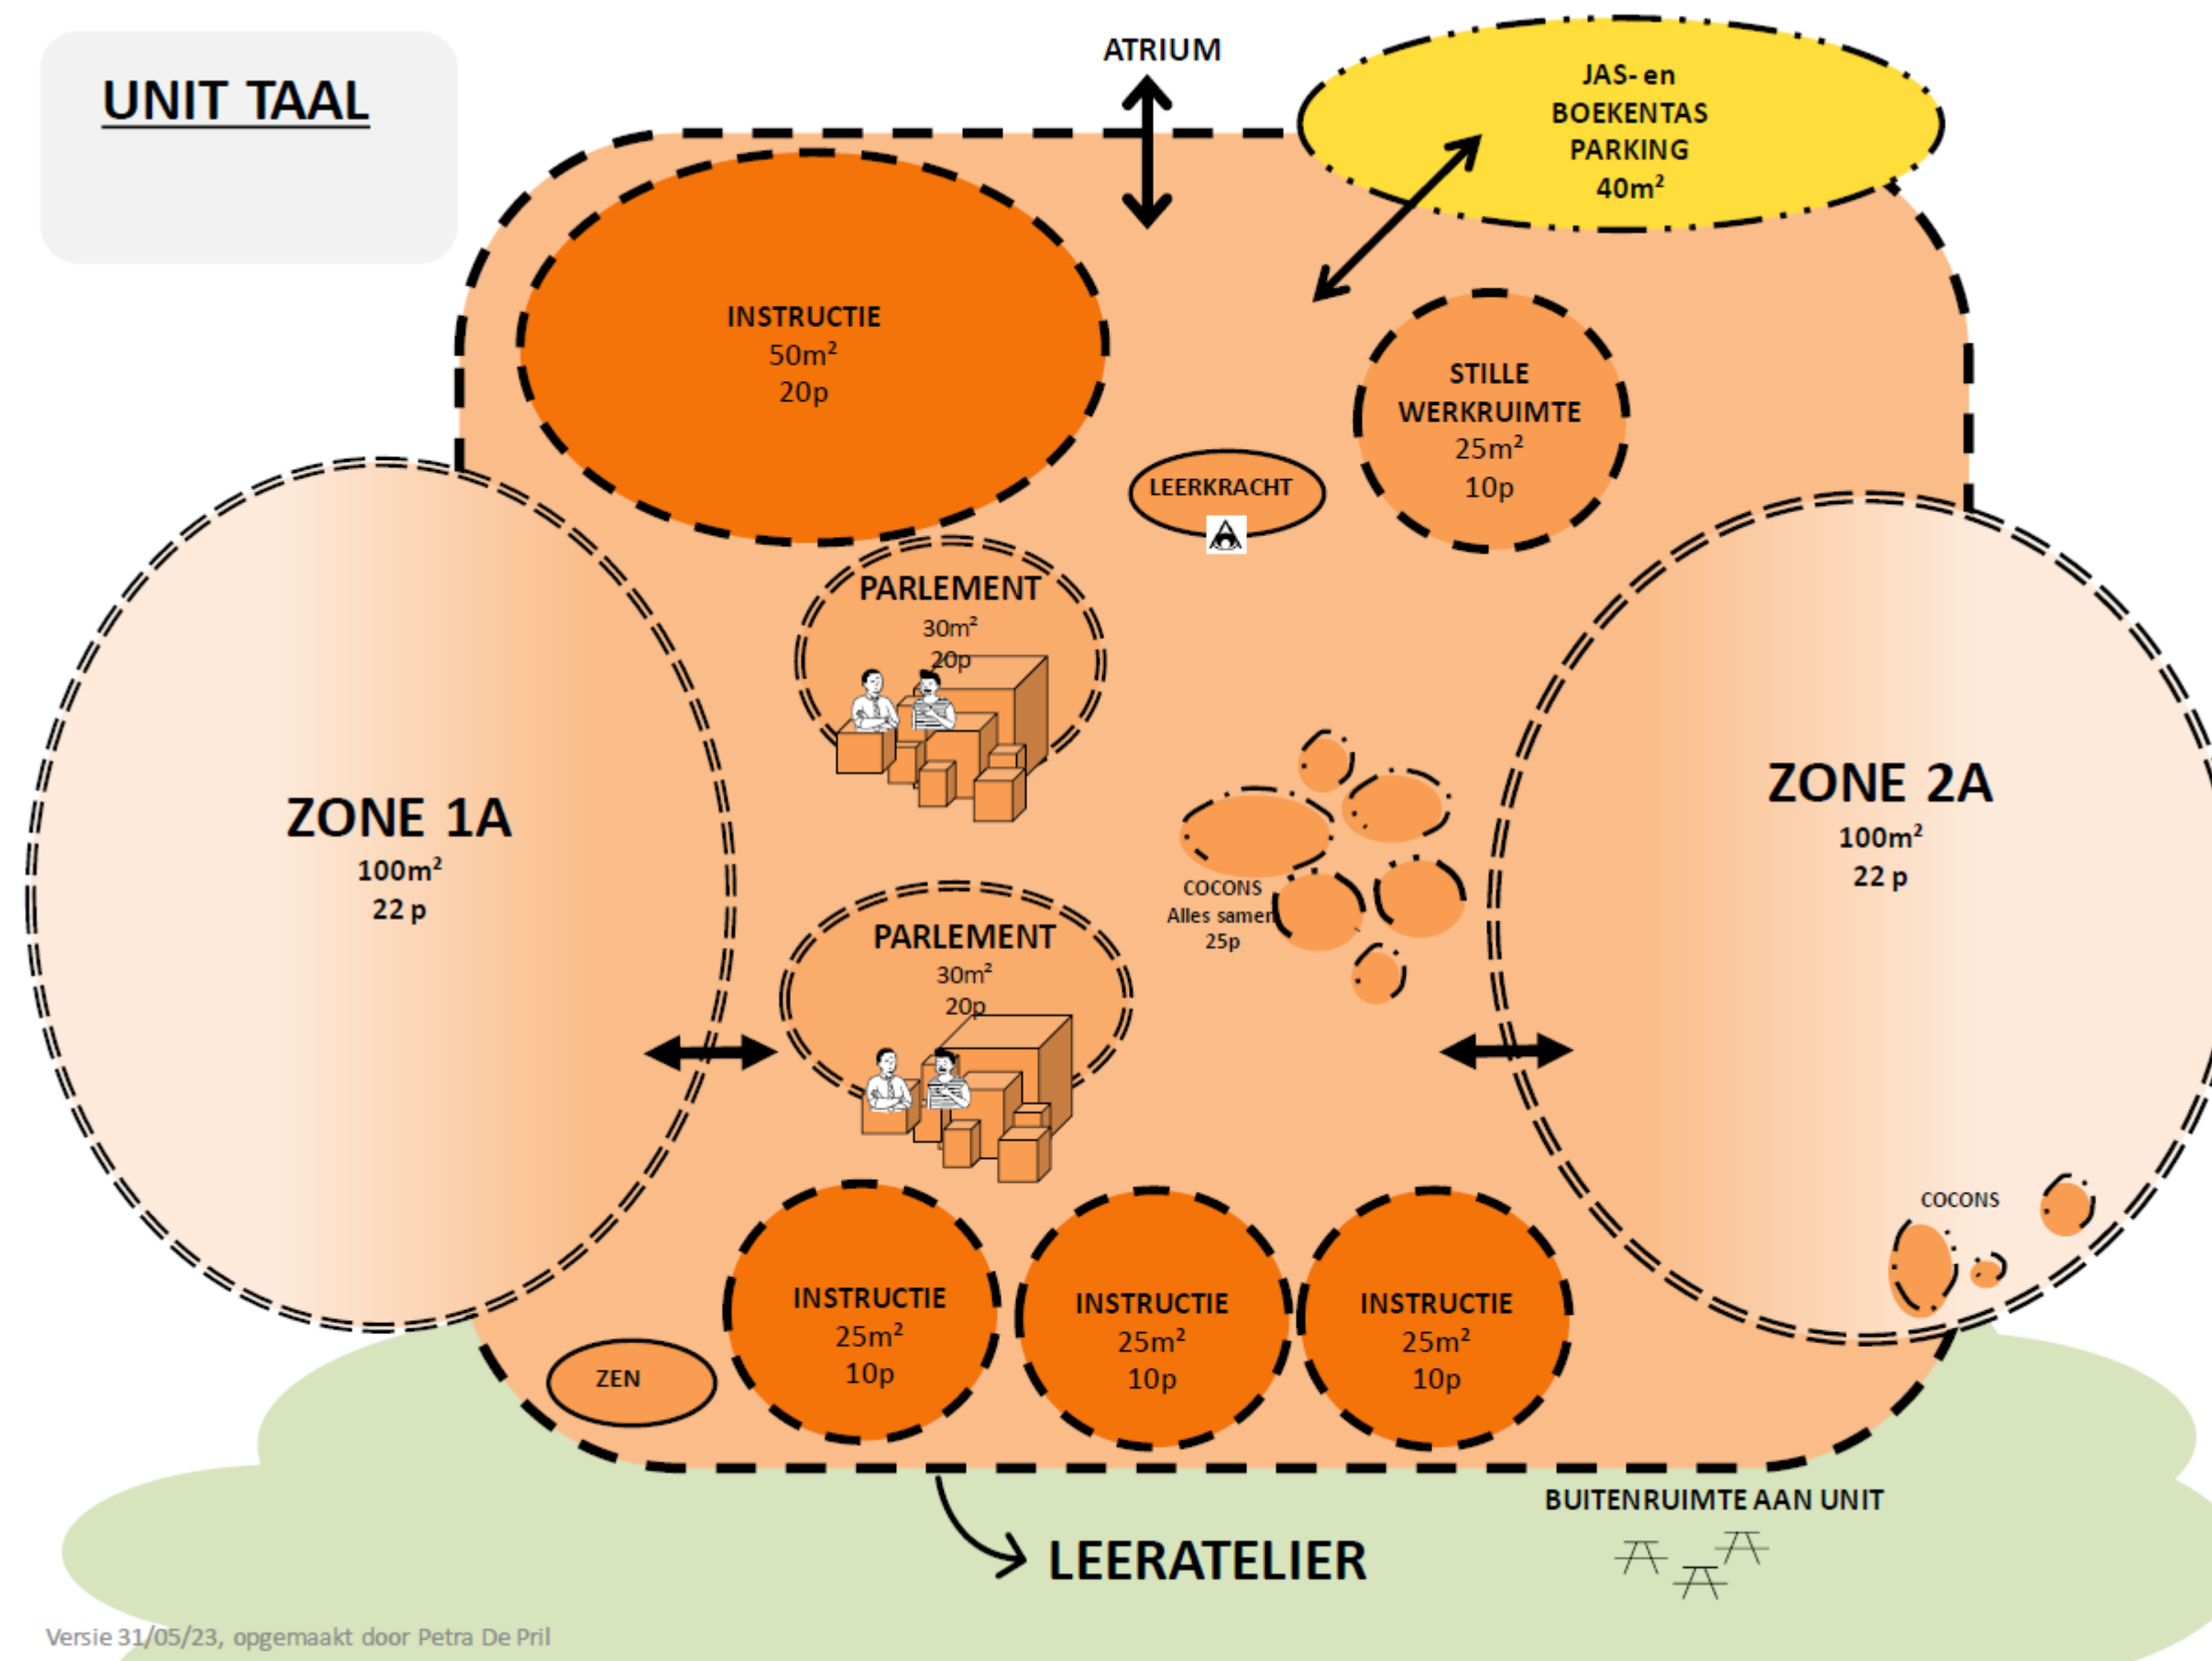 UNIT TAAL
ATRIUM
JAS- en
BOEKENTAS
PARKING
40m²
INSTRUCTIE
50m²
20p
STILLE
WERKRUIMTE
25m²
10p
LEERKRACHT
PARLEMENT
30m²
20p
ZONE 1A
100m²
22 p
ZONE 2A
100m²
22 p
COCONS
Alles samen
25p
PARLEMENT
30m²
20p
COCONS
INSTRUCTIE
25m²
10p
INSTRUCTIE
25m²
10p
INSTRUCTIE
25m²
10p
ZEN
BUITENRUIMTE AAN UNIT
LEERATELIER
Versie 31/05/23, opgemaakt door Petra De Pril